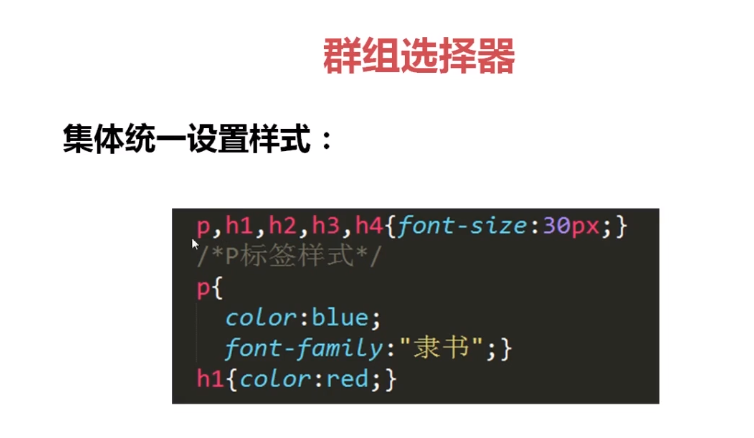 群组选择器
集体统一设置样式：
p,h1,h2,h3,h4{font-size:30px;}
/*P标签样式*/
p{
color:blue;
font-family:"隶书";}
h1{color:red;}